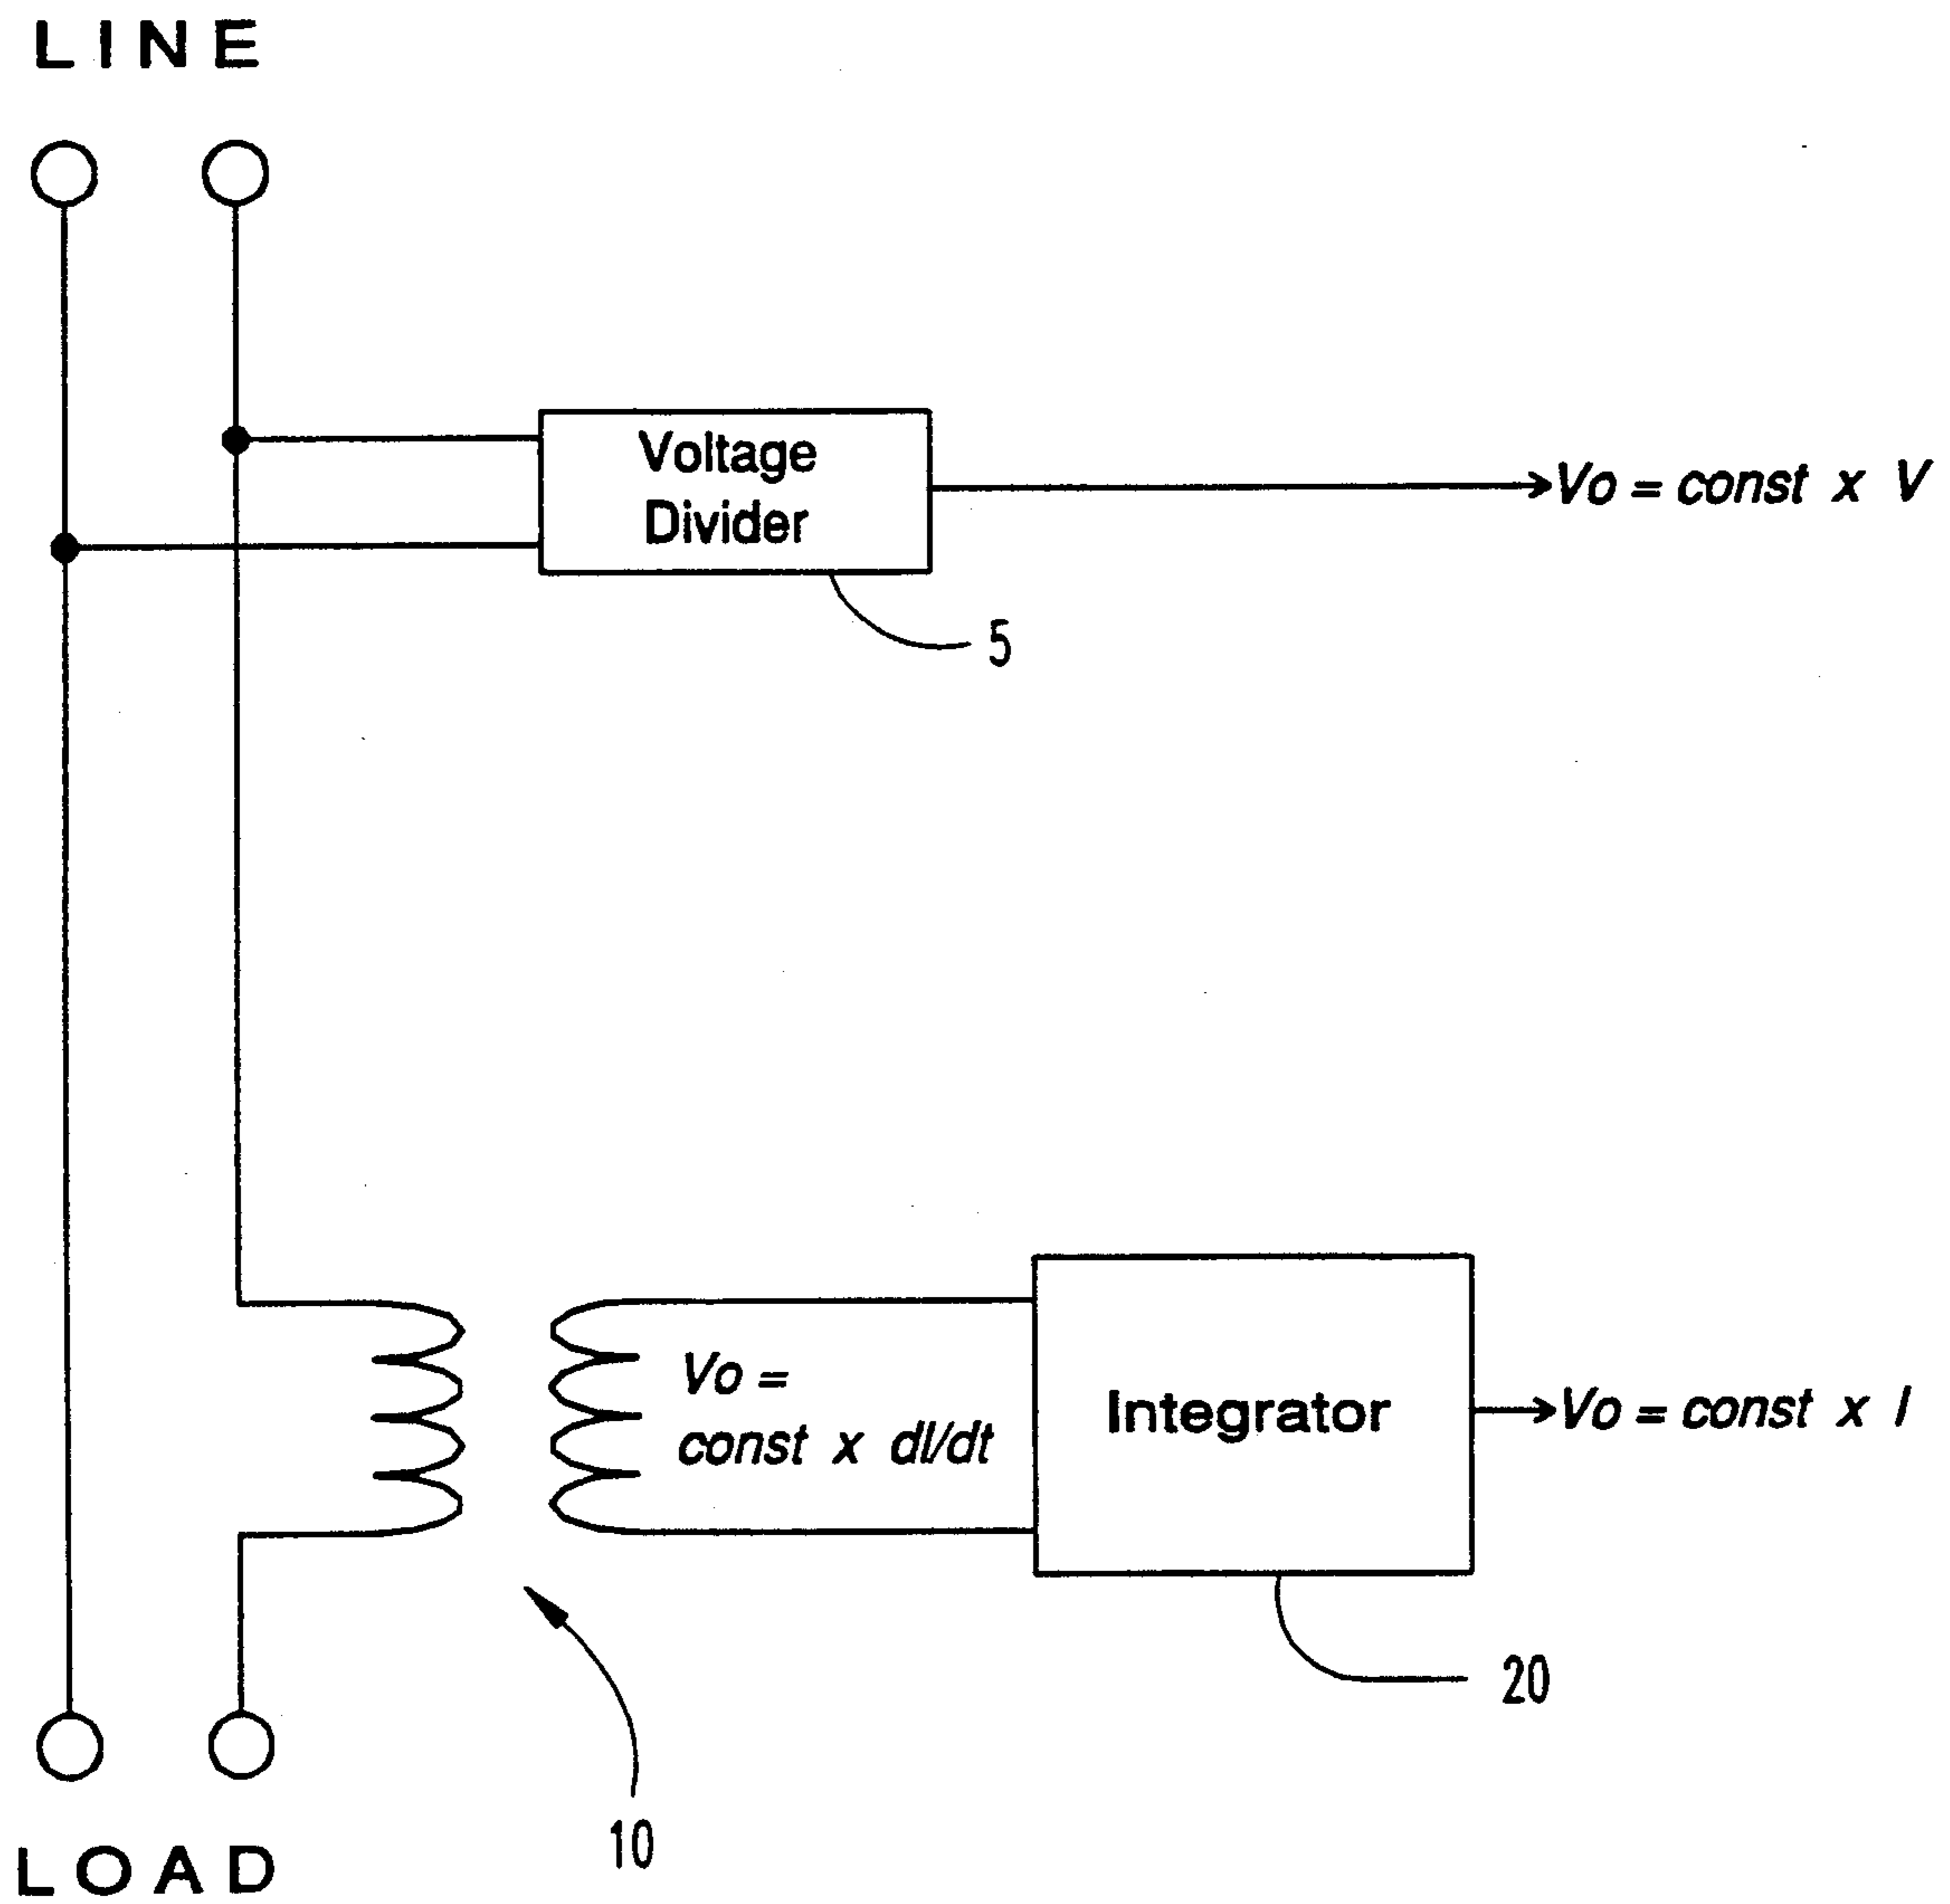 LINE
Voltage
Divider
Vo = const x V
5
Vo =
const x dI/dt
Integrator
Vo = const x I
20
10
LOAD